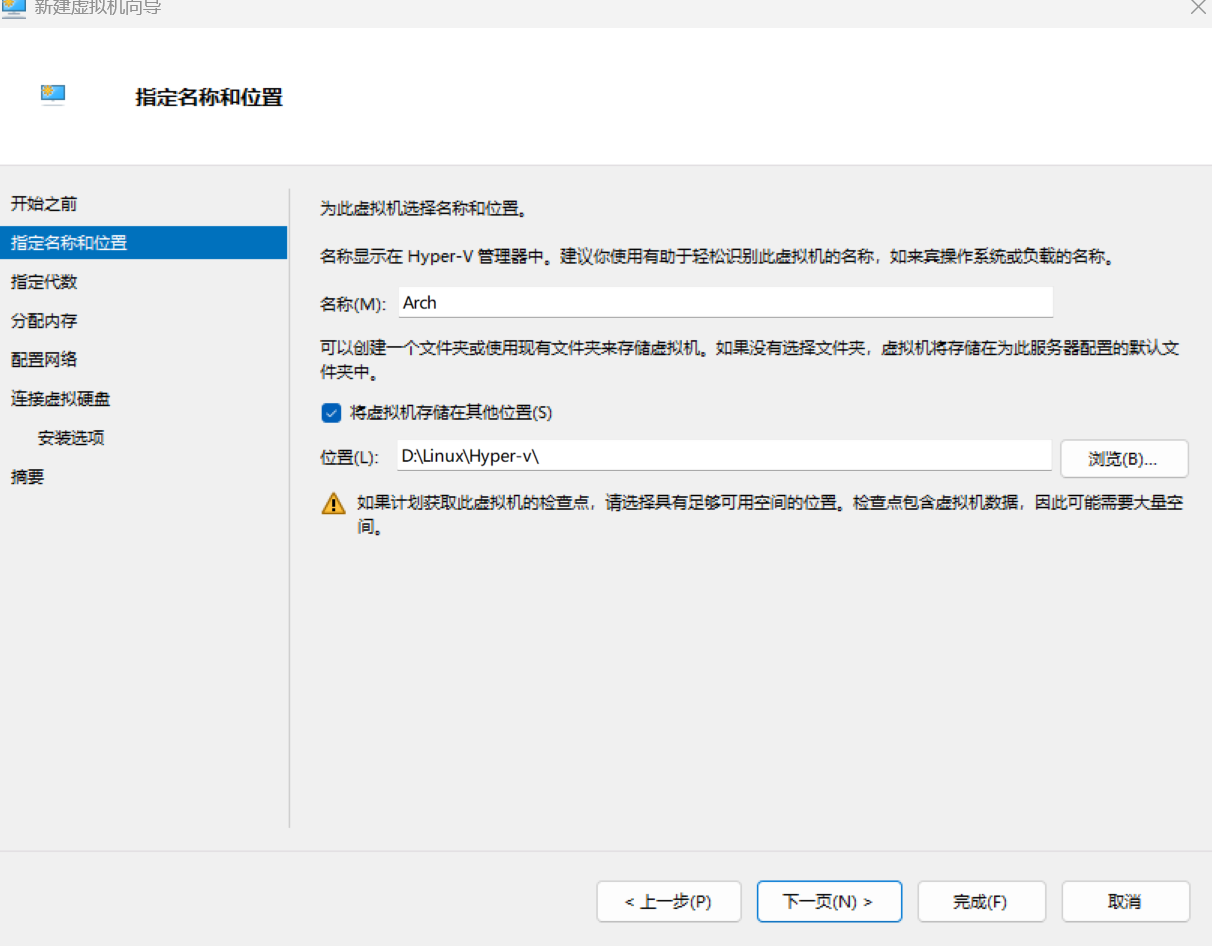 新建虚拟机向导
指定名称和位置
开始之前
指定名称和位置
指定代数
分配内存
配置网络
连接虚拟硬盘
安装选项
摘要
为此虚拟机选择名称和位置。
名称显示在 Hyper-V 管理器中。建议你使用有助于轻松识别此虚拟机的名称，如来宾操作系统或负载的名称。
名称(M): Arch
可以创建一个文件夹或使用现有文件夹来存储虚拟机。如果没有选择文件夹，虚拟机将存储在为此服务器配置的默认文
件夹中。
将虚拟机存储在其他位置(S)
位置(L): D:\Linux\Hyper-v\ 浏览(B)...
如果计划获取此虚拟机的检查点，请选择具有足够可用空间的位置。检查点包含虚拟机数据，因此可能需要大量空
间。
< 上一步(P) 下一页(N) > 完成(F) 取消